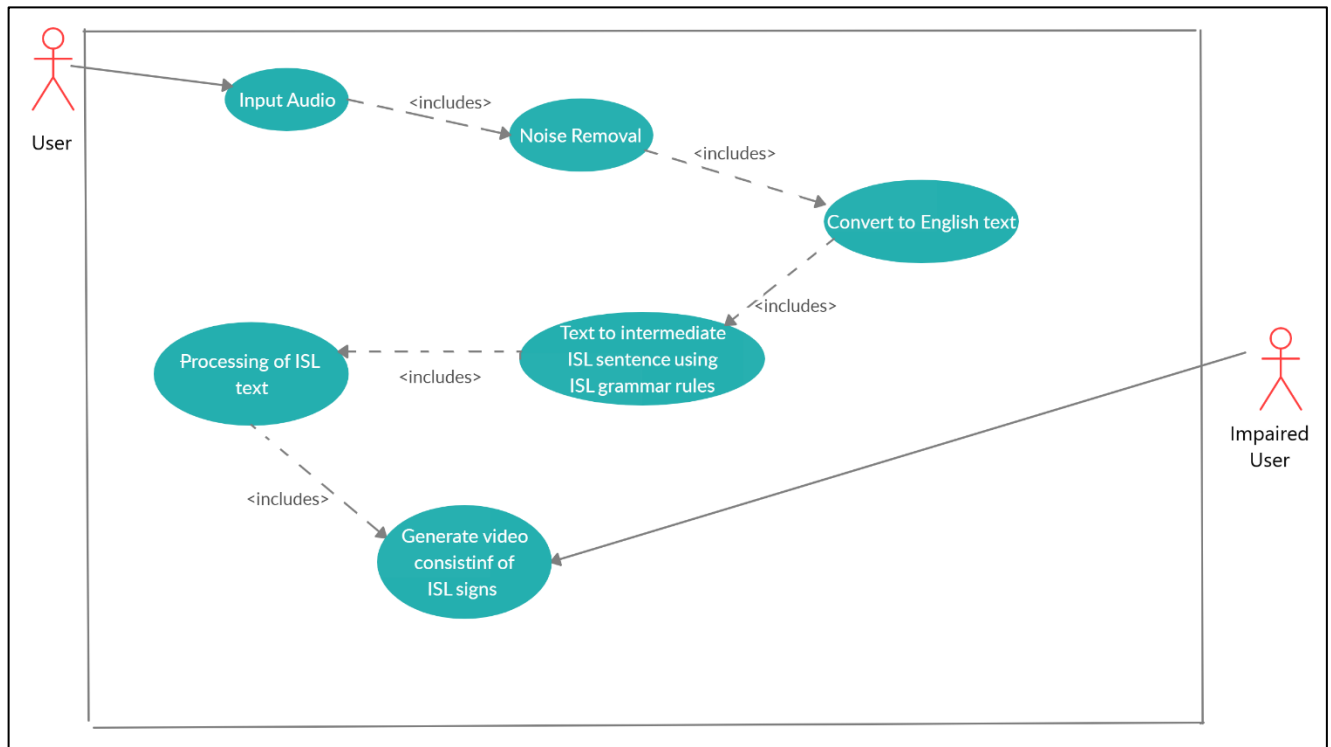 User
Input Audio
<includes>
Noise Removal
<includes>
Convert to English text
<includes>
Text to intermediate
ISL sentence using
ISL grammar rules
<includes>
Processing of ISL
text
<includes>
Generate video
consistinf of
ISL signs
Impaired
User